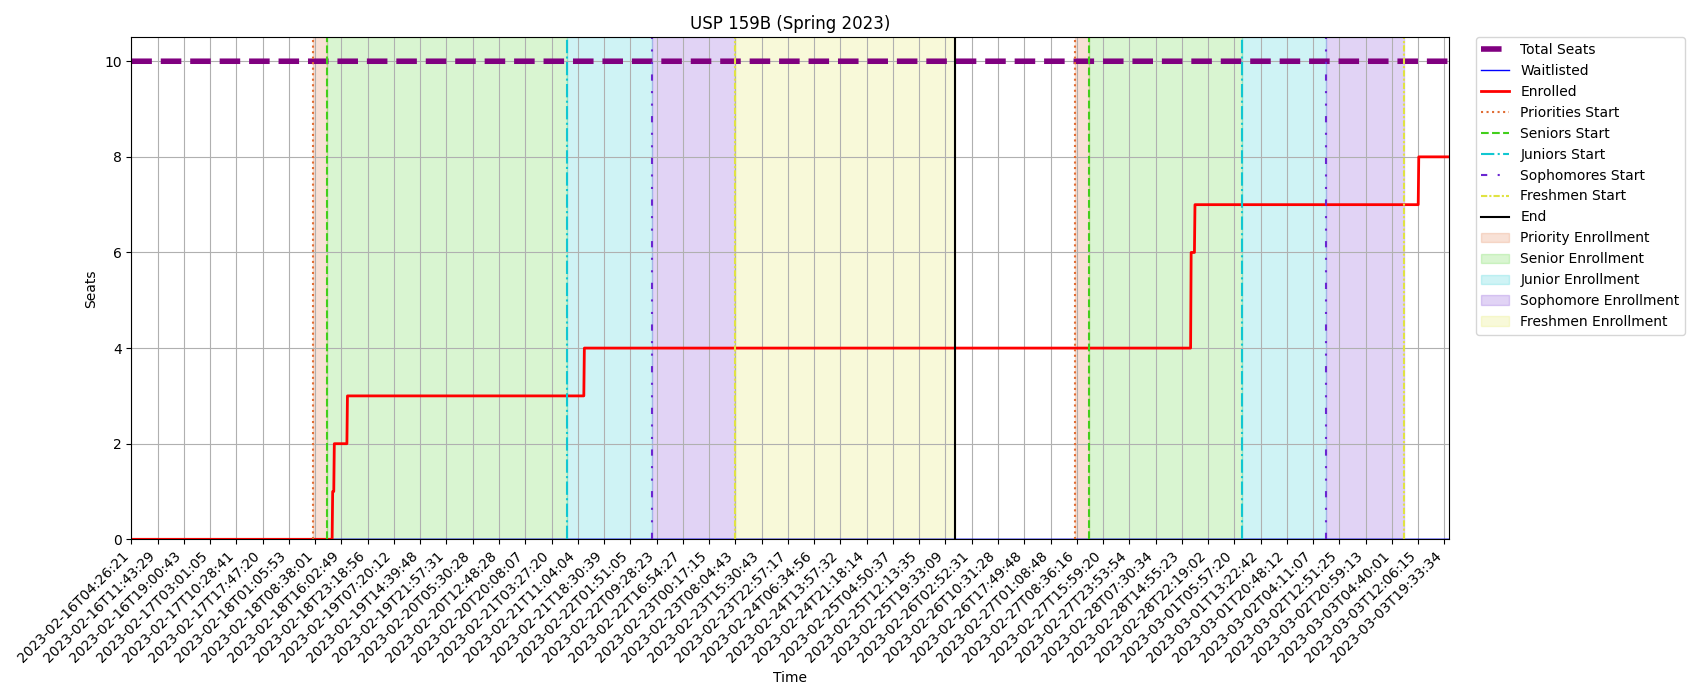 USP 159B (Spring 2023)
10
8
6
4
2
0
Seats
2023-02-16T04:26:21
2023-02-16T11:43:29
2023-02-16T19:00:43
2023-02-17T03:01:05
2023-02-17T10:28:41
2023-02-17T17:47:20
2023-02-18T01:05:53
2023-02-18T08:38:01
2023-02-18T16:02:49
2023-02-18T23:18:56
2023-02-19T07:20:12
2023-02-19T14:39:48
2023-02-19T21:57:31
2023-02-20T05:30:28
2023-02-20T12:48:28
2023-02-20T20:08:07
2023-02-21T03:27:20
2023-02-21T11:04:04
2023-02-21T18:30:39
2023-02-22T01:51:05
2023-02-22T09:28:23
2023-02-22T16:54:27
2023-02-23T00:17:15
2023-02-23T08:04:43
2023-02-23T15:30:43
2023-02-23T22:57:17
2023-02-24T06:34:56
2023-02-24T13:57:32
2023-02-24T21:18:14
2023-02-25T04:50:37
2023-02-25T12:13:35
2023-02-25T19:33:09
2023-02-26T02:52:31
2023-02-26T10:31:28
2023-02-26T17:49:48
2023-02-27T01:08:48
2023-02-27T08:36:16
2023-02-27T15:59:20
2023-02-27T23:53:54
2023-02-28T07:30:34
2023-02-28T14:55:23
2023-02-28T22:19:02
2023-03-01T05:57:20
2023-03-01T13:22:42
2023-03-01T20:48:12
2023-03-02T04:11:07
2023-03-02T12:51:25
2023-03-02T20:59:13
2023-03-03T04:40:01
2023-03-03T12:06:15
2023-03-03T19:33:34
Time
Total Seats
Waitlisted
Enrolled
Priorities Start
Seniors Start
Juniors Start
Sophomores Start
Freshmen Start
End
Priority Enrollment
Senior Enrollment
Junior Enrollment
Sophomore Enrollment
Freshmen Enrollment